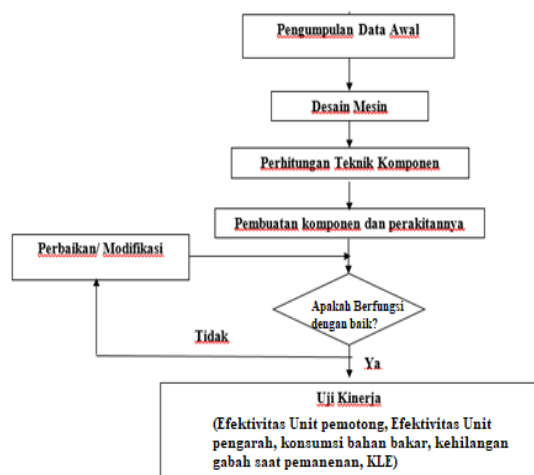 Pengumpulan Data Awal
Desain Mesin
Perhitungan Teknik Komponen
Pembuatan komponen dan perakitannya
Perbaikan/ Modifikasi
Apakah Berfungsi
dengan baik?
Tidak
Ya
Uji Kinerja
(Efektivitas Unit pemotong, Efektivitas Unit
pengarah, konsumsi bahan bakar, kehilangan
gabah saat pemanenan, KLE)